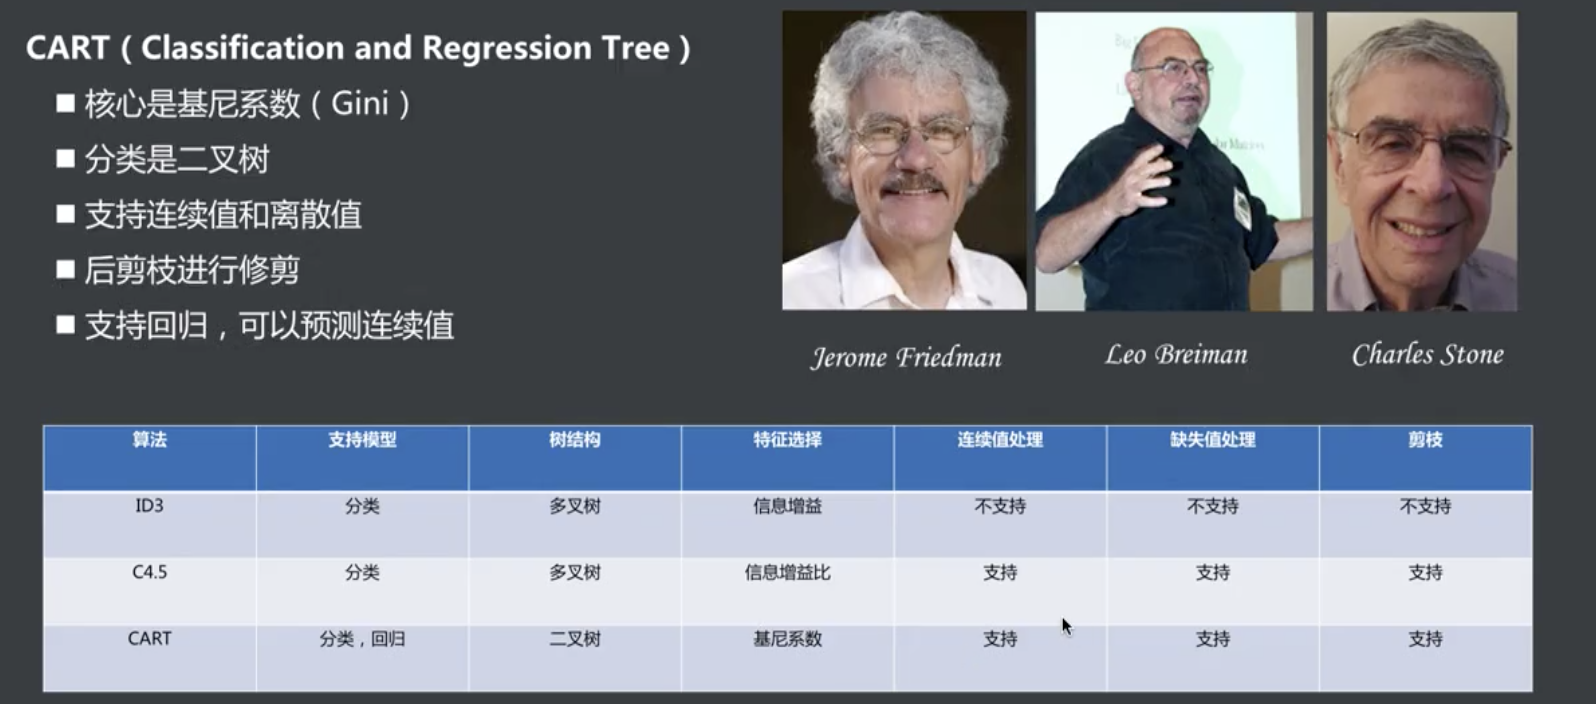 CART（Classification and Regression Tree）
■ 核心是基尼系数（Gini）
■ 分类是二叉树
■ 支持连续值和离散值
■ 后剪枝进行修剪
■ 支持回归，可以预测连续值
Jerome Friedman
Leo Breiman
Charles Stone
算法 支持模型 树结构 特征选择 连续值处理 缺失值处理 剪枝
ID3 分类 多叉树 信息增益 不支持 不支持 不支持
C4.5 分类 多叉树 信息增益比 支持 支持 支持
CART 分类，回归 二叉树 基尼系数 支持 支持 支持